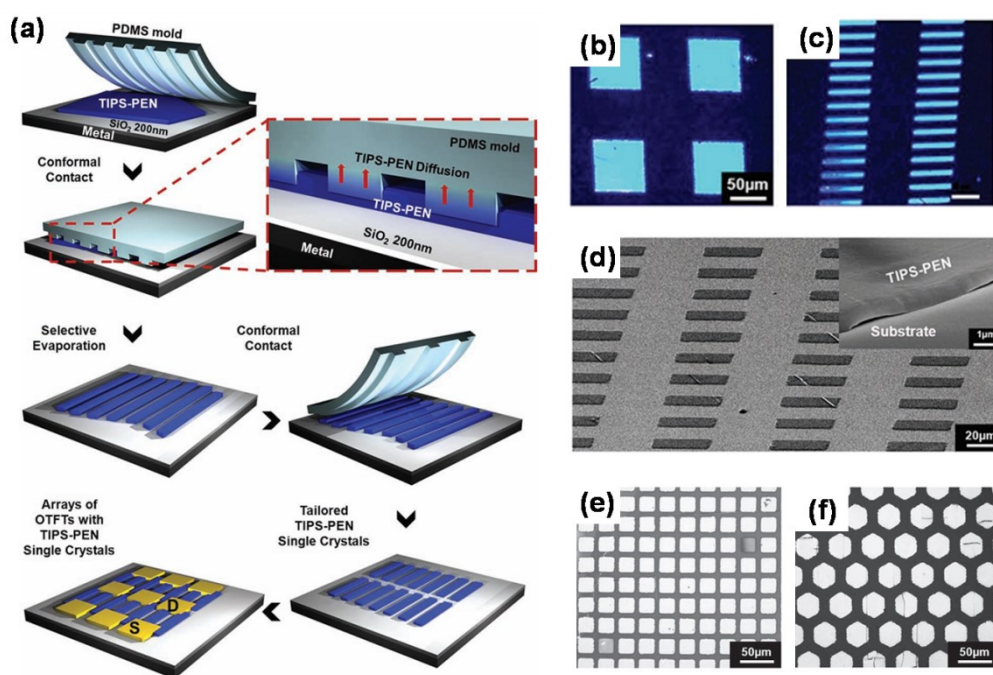 (a)
PDMS mold
TIPS-PEN
SiO₂ 200nm
Metal
Conformal
Contact
PDMS mold
TIPS-PEN Diffusion
TIPS-PEN
SiO₂ 200nm
Metal
Selective
Evaporation
Conformal
Contact
Arrays of
OTFTs with
TIPS-PEN
Single Crystals
Tailored
TIPS-PEN
Single Crystals
D
S
(b)
50μm
(c)
(d)
TIPS-PEN
Substrate
1μm
20μm
(e)
50μm
(f)
50μm